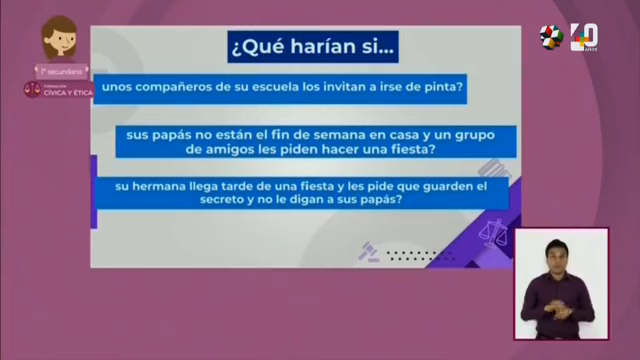 ¿Qué harían si...
1° secundaria
FORMACIÓN
CÍVICA Y ÉTICA
unos compañeros de su escuela los invitan a irse de pinta?
sus papás no están el fin de semana en casa y un grupo
de amigos les piden hacer una fiesta?
su hermana llega tarde de una fiesta y les pide que guarden el
secreto y no le digan a sus papás?
40
AÑOS